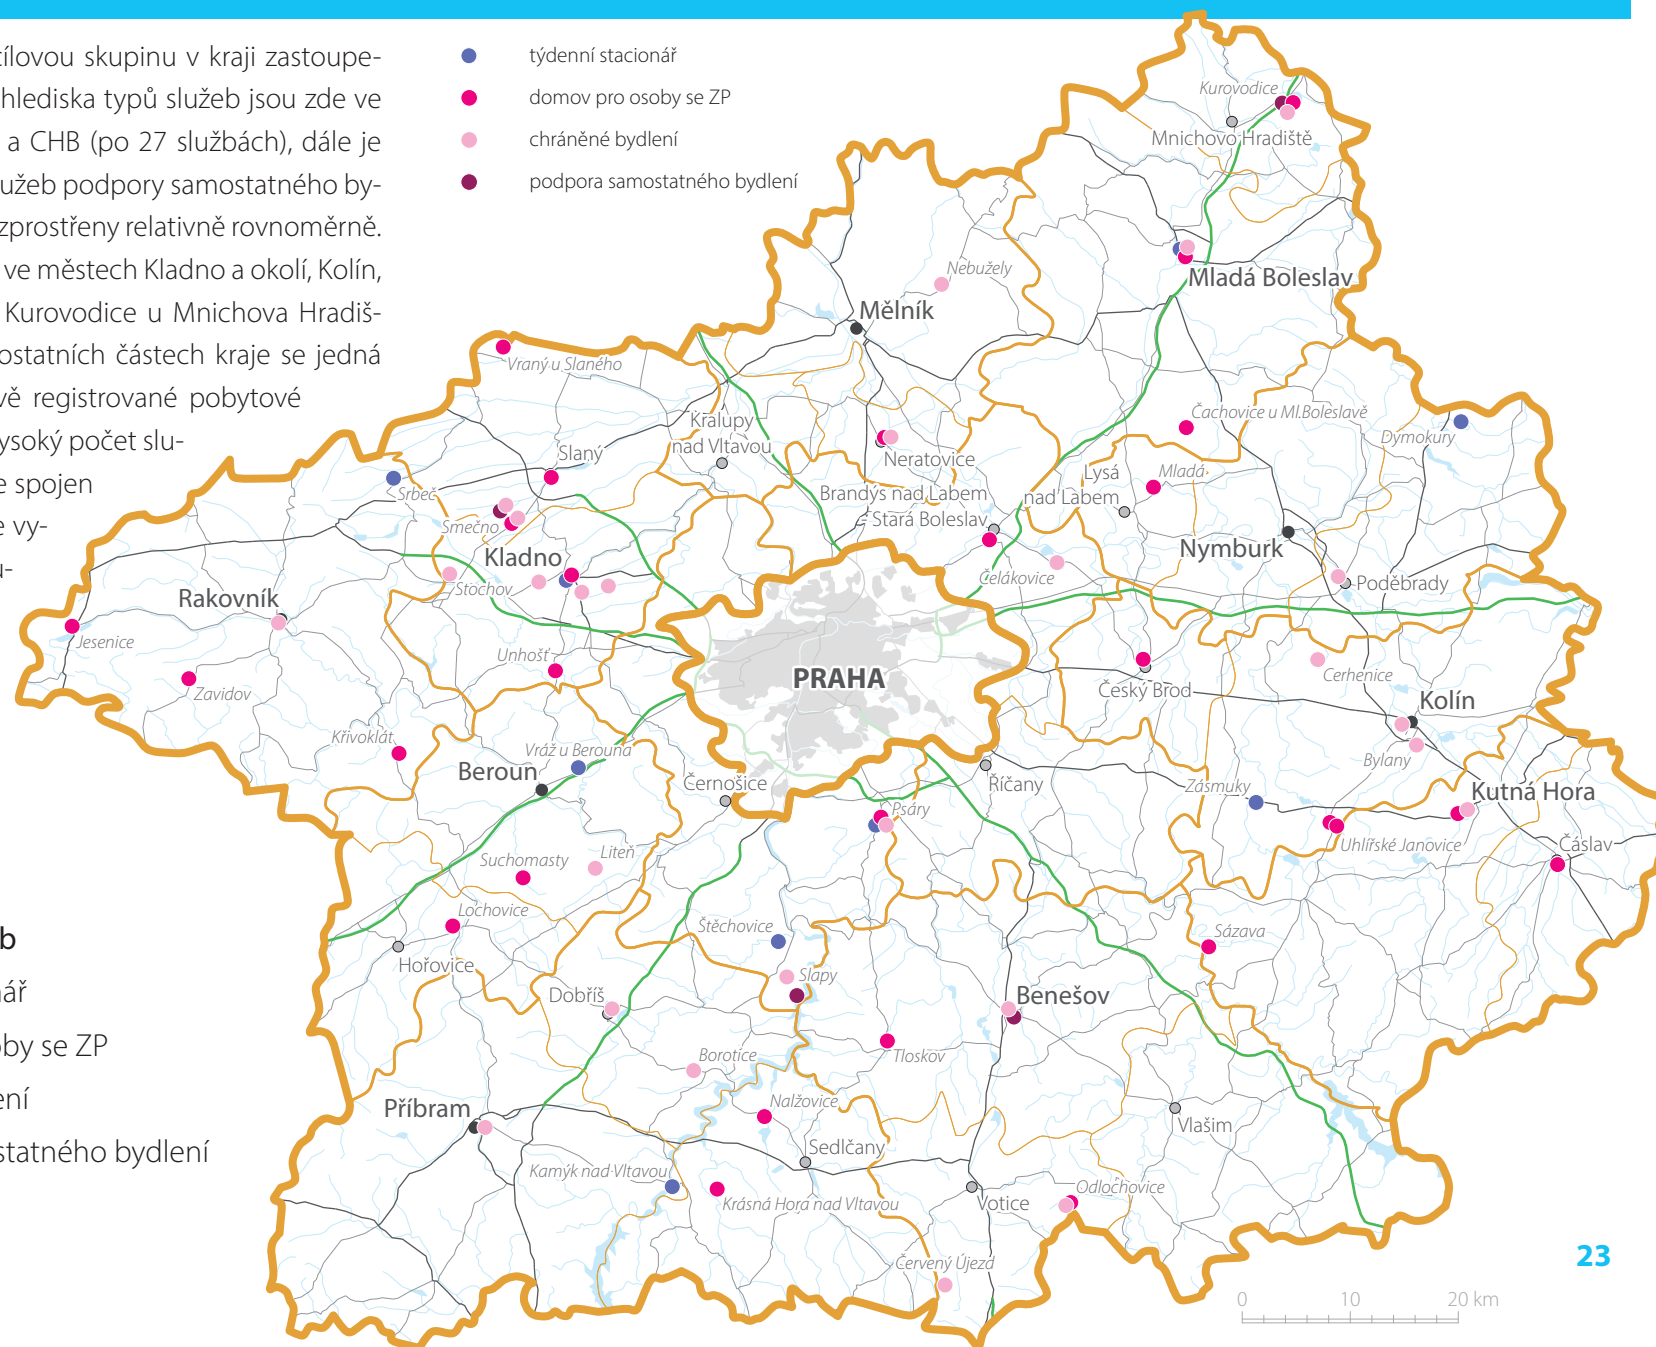 cílovou skupinu v kraji zastoupe-
hlediska typů služeb jsou zde ve
a CHB (po 27 službách), dále je
služeb podpory samostatného by-
zprostřeny relativně rovnoměrně.
ve městech Kladno a okolí, Kolín,
Kurovodice u Mnichova Hradiš-
ostatních částech kraje se jedná
vě registrované pobytové
vysoký počet slu-
e spojen
e vy-
u-
b
nář
oby se ZP
ení
statného bydlení
týdenní stacionář
domov pro osoby se ZP
chráněné bydlení
podpora samostatného bydlení
Kurovodice
Mnichovo Hradiště
Mladá Boleslav
Nebužely
Mělník
Vraný u Slaného
Čachovice u Ml.Boleslavě
Dymokury
Kralupy
nad Vltavou
Slaný
Neratovice
Lysá
nad Labem
Mladá
Srbeč
Brandýs nad Labem
Stará Boleslav
Smečno
Kladno
Nymburk
Čelákovice
Poděbrady
Stochov
Rakovník
Jesenice
Unhošť
PRAHA
Zavidov
Český Brod
Cerhenice
Kolín
Křivoklát
Vráž u Berouna
Beroun
Černošice
Říčany
Bylany
Zásmuky
Kutná Hora
Psáry
Uhlířské Janovice
Čáslav
Suchomasty
Liteň
Lochovice
Štěchovice
Sázava
Hořovice
Slapy
Dobříš
Benešov
Borotice
Tloskov
Příbram
Nalžovice
Vlašim
Sedlčany
Kamýk nad Vltavou
Krásná Hora nad Vltavou
Votice
Odlochovice
Červený Újezd
23
0 10 20 km